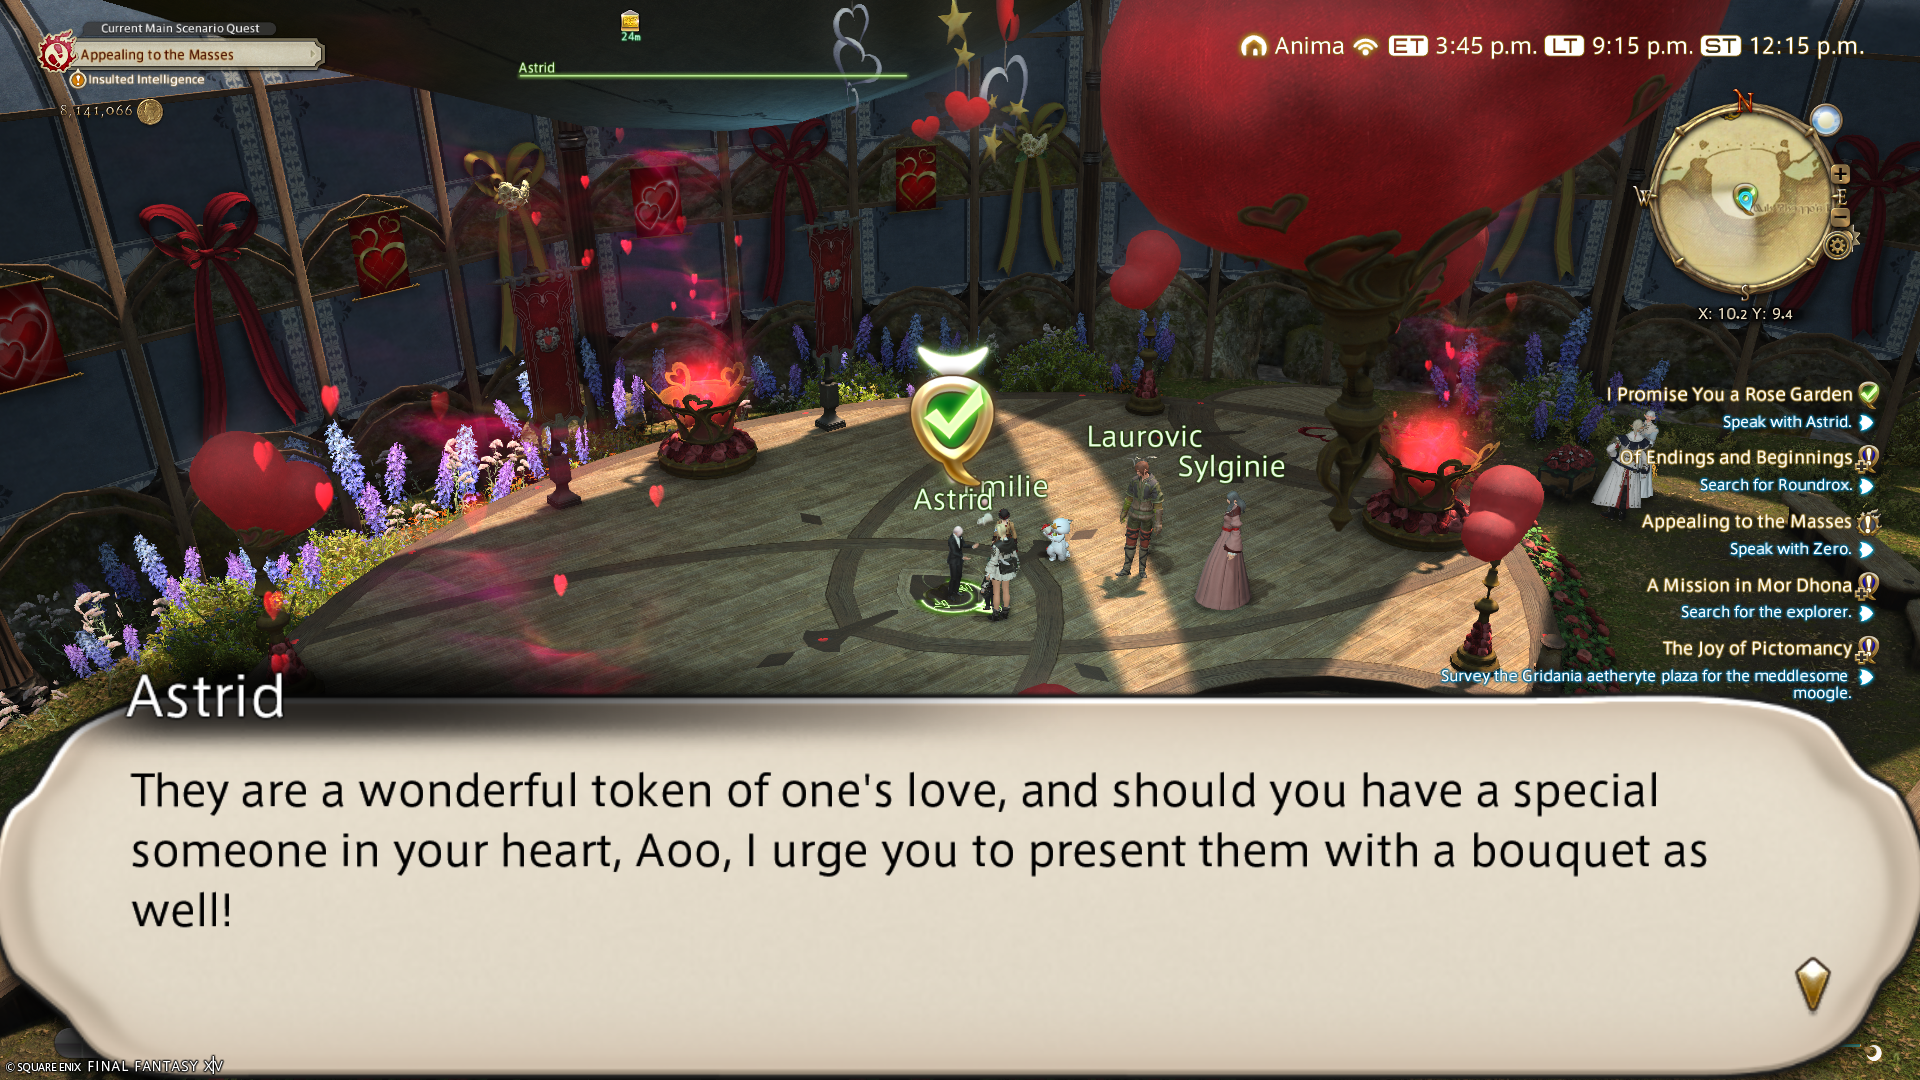 Current Main Scenario Quest
Appealing to the Masses
Insulted Intelligence
8,141,066
24m
Astrid
Anima ET 3:45 p.m. LT 9:15 p.m. ST 12:15 p.m.
N
W
E
S
X: 10.2 Y: 9.4
I Promise You a Rose Garden
Speak with Astrid.
Of Endings and Beginnings
Search for Roundrox.
Appealing to the Masses
Speak with Zero.
A Mission in Mor Dhona
Search for the explorer.
The Joy of Pictomancy
Survey the Gridania aetheryte plaza for the meddlesome
moogle.
Laurovic
Sylginie
milie
Astrid
Astrid
They are a wonderful token of one's love, and should you have a special
someone in your heart, Aoo, I urge you to present them with a bouquet as
well!
© SQUARE ENIX FINAL FANTASY XIV